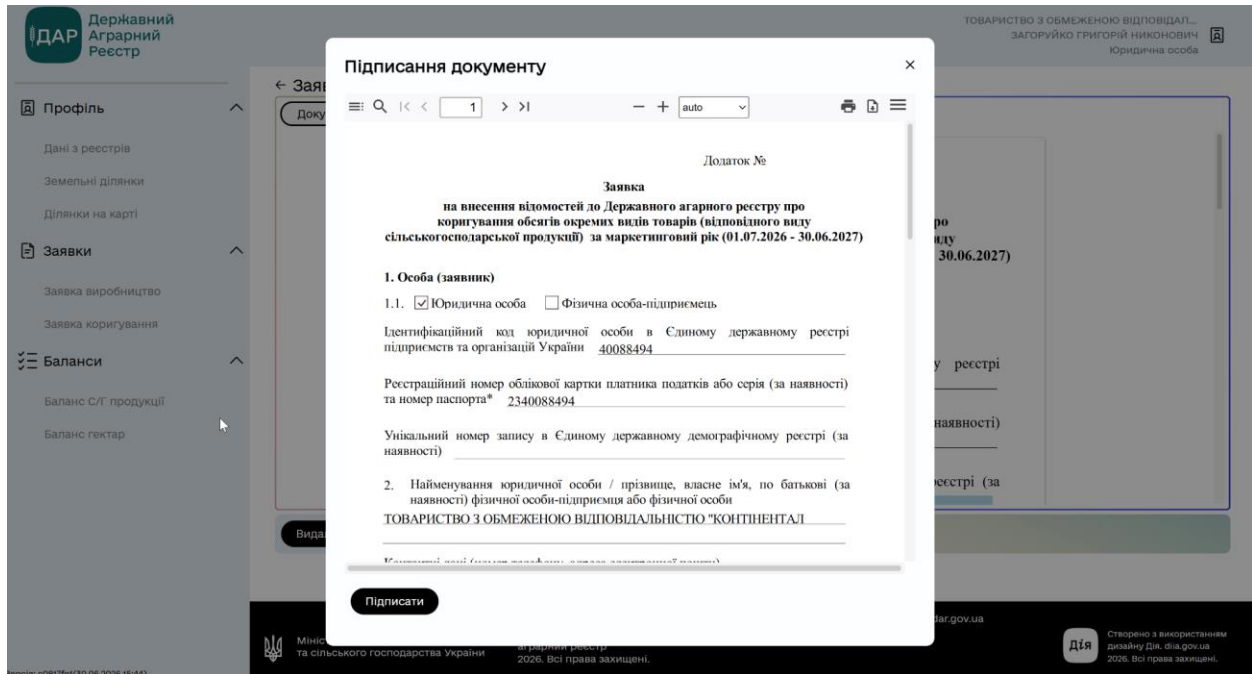 ДАР
Державний
Аграрний
Реєстр
ТОВАРИСТВО З ОБМЕЖЕНОЮ ВІДПОВІДАЛ...
ЗАГОРУЙКО ГРИГОРІЙ НИКОНОВИЧ
Юридична особа
Профіль
Дані з реєстрів
Земельні ділянки
Ділянки на карті
Заявки
Заявка виробництво
Заявка коригування
Баланси
Баланс С/Г продукції
Баланс гектар
← Заяв
Доку
Вида
Підписання документу
1
auto
Додаток №
Заявка
на внесення відомостей до Державного агарного реєстру про
коригування обсягів окремих видів товарів (відповідного виду
сільськогосподарської продукції) за маркетинговий рік (01.07.2026 - 30.06.2027)
1. Особа (заявник)
1.1. Юридична особа Фізична особа-підприємець
Ідентифікаційний код юридичної особи в Єдиному державному реєстрі
підприємств та організацій України 40088494
Реєстраційний номер облікової картки платника податків або серія (за наявності)
та номер паспорта* 2340088494
Унікальний номер запису в Єдиному державному демографічному реєстрі (за
наявності)
2. Найменування юридичної особи / прізвище, власне ім'я, по батькові (за
наявності) фізичної особи-підприємця або фізичної особи
ТОВАРИСТВО З ОБМЕЖЕНОЮ ВІДПОВІДАЛЬНІСТЮ "КОНТІНЕНТАЛ
Підписати
ро
иду
30.06.2027)
у реєстрі
наявності)
реєстрі (за
Мініс
та сільського господарства України
аграрний реєстр
2026. Всі права захищені.
dar.gov.ua
Дія
Створено з використанням
дизайну Дія. diia.gov.ua
2026. Всі права захищені.